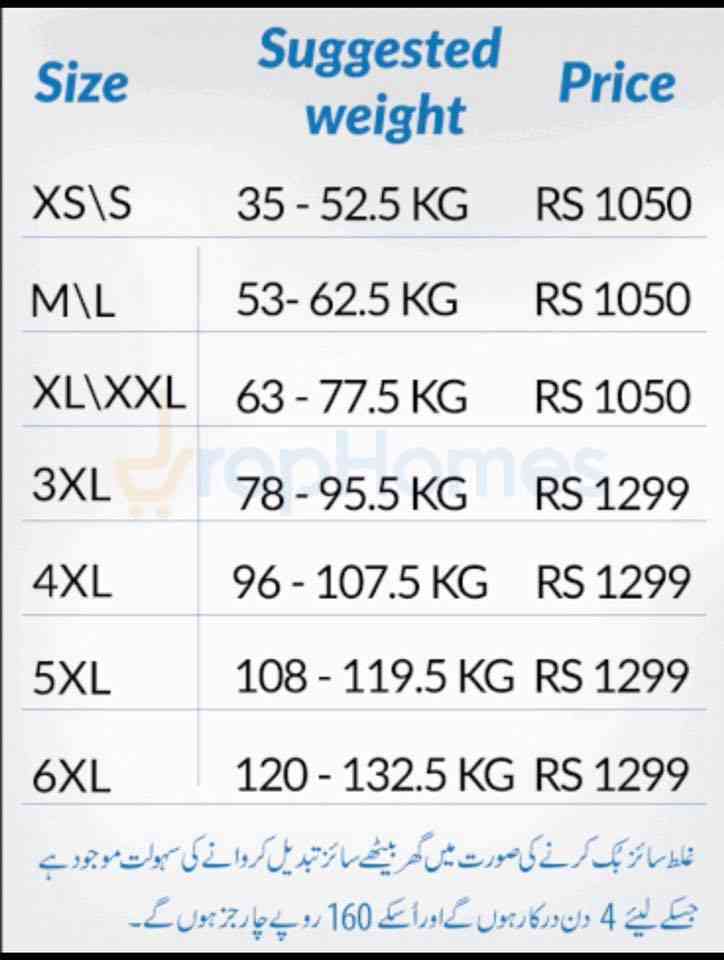 Size Suggested weight Price
XS\S 35 - 52.5 KG RS 1050
M\L 53- 62.5 KG RS 1050
XL\XXL 63 - 77.5 KG RS 1050
DropHomes
3XL 78 - 95.5 KG RS 1299
4XL 96 - 107.5 KG RS 1299
5XL 108 - 119.5 KG RS 1299
6XL 120 - 132.5 KG RS 1299
غلط سائز بُک کرنے کی صورت میں گھر بیٹھے سائز تبدیل کروانے کی سہولت موجود ہے
جسکے لیئے 4 دن درکار ہوں گے اور اُسکے 160 روپے چارجز ہوں گے۔